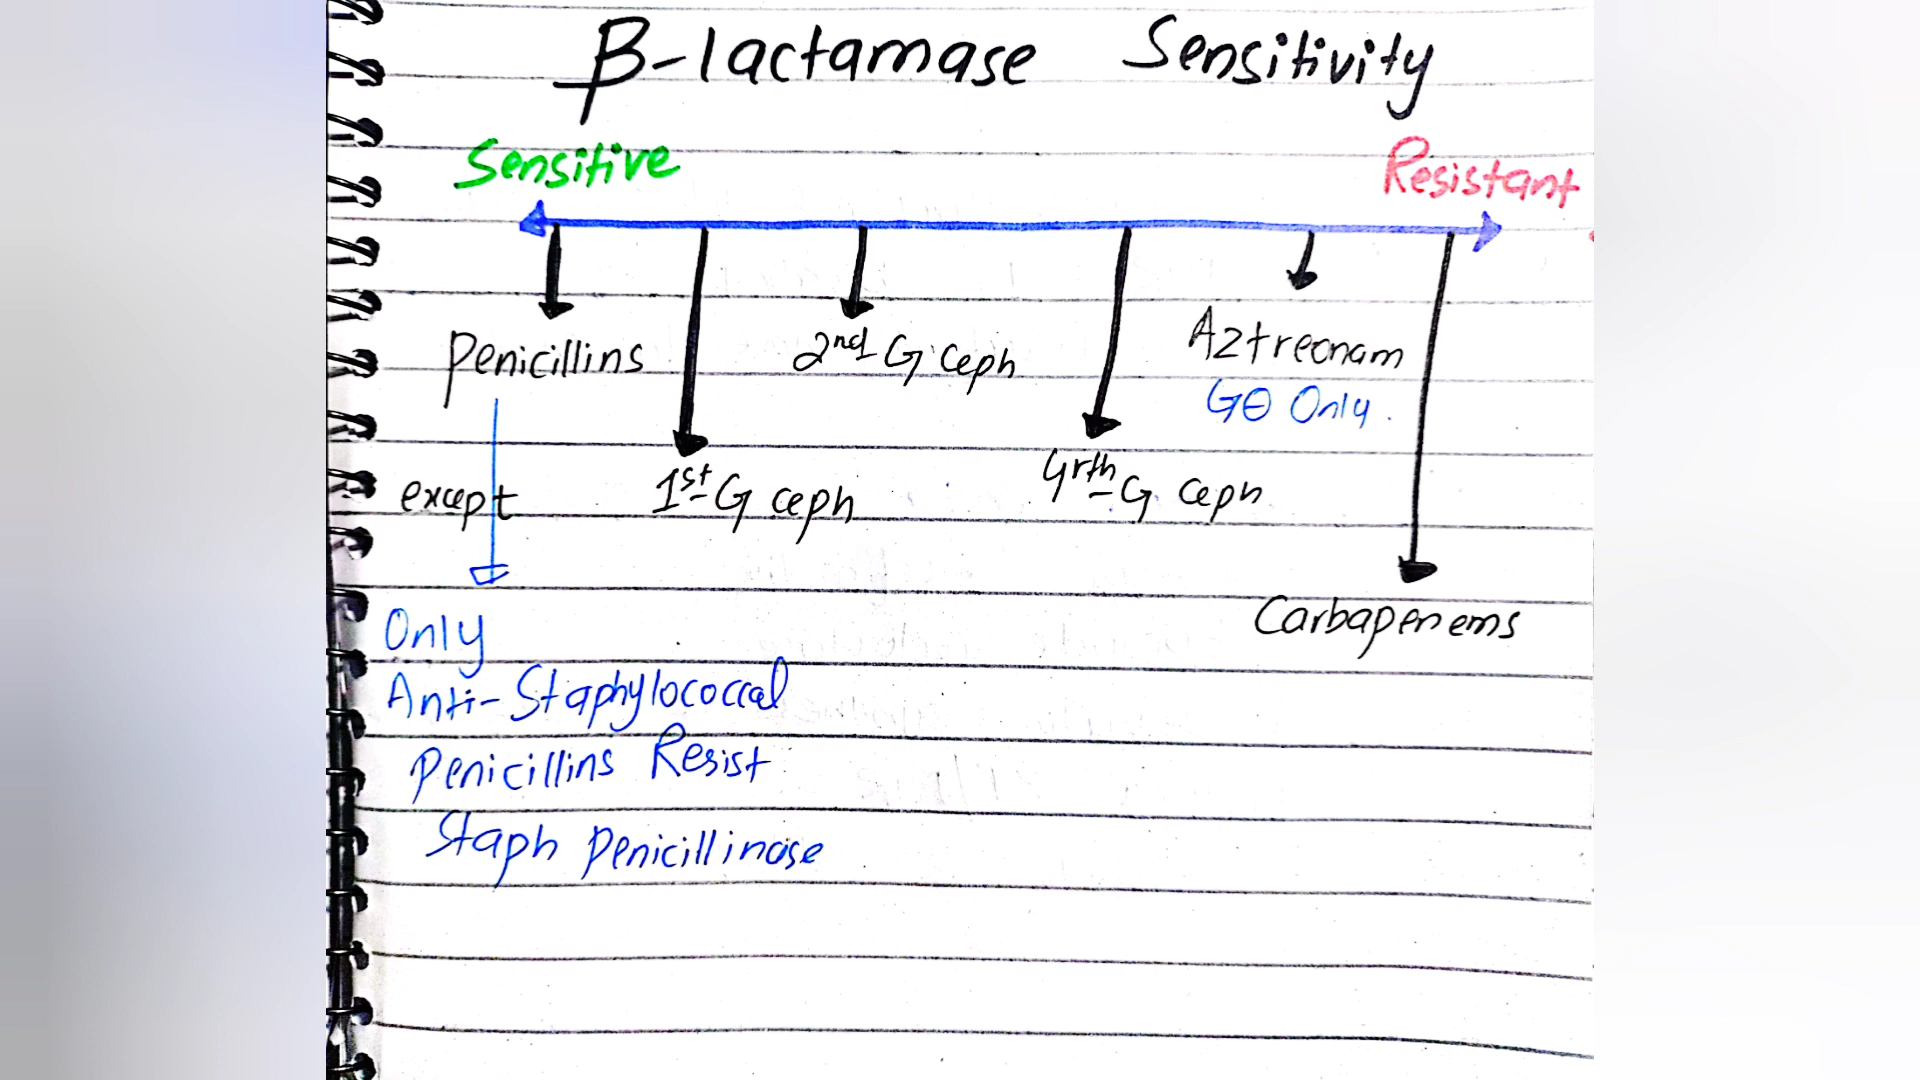 β-lactamase Sensitivity
Sensitive
Resistant
Penicillins
2nd G ceph
Aztreonam
GΘ Only.
except
1st-G ceph
4rth-G ceph
Carbapenems
Only
Anti-Staphylococcal
Penicillins Resist
Staph Penicillinase